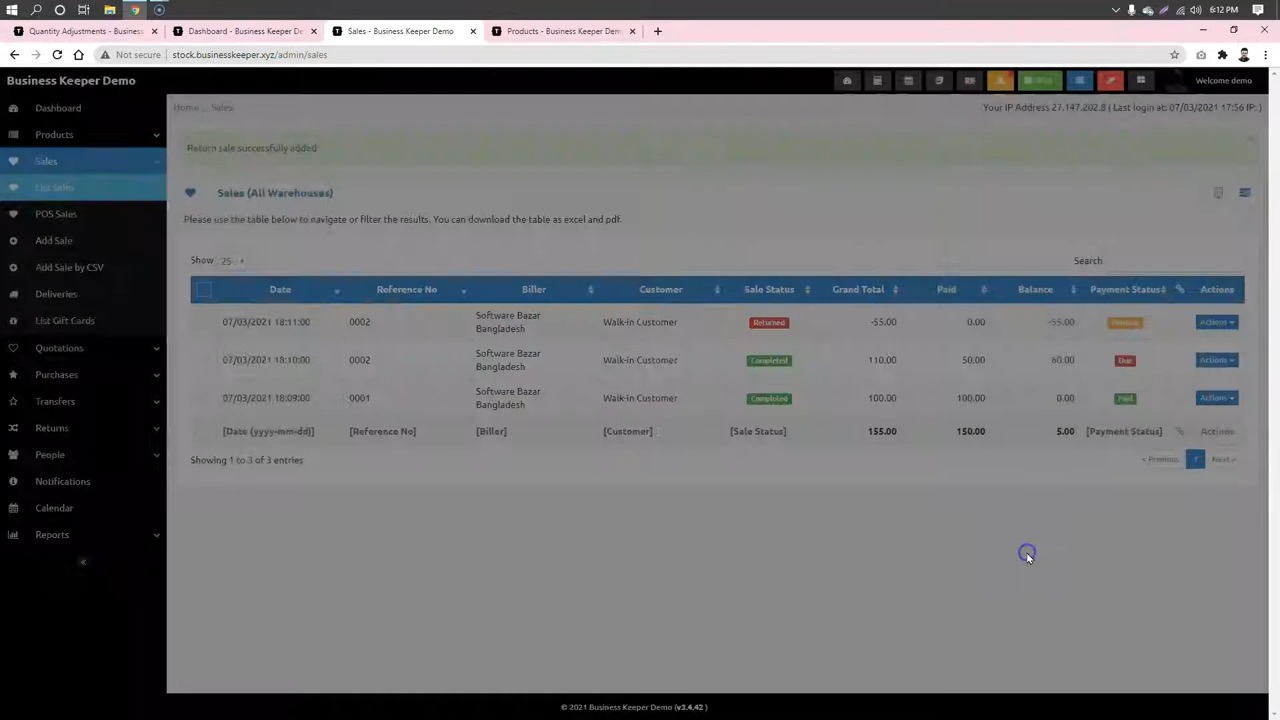 6:12 PM
Quantity Adjustments - Business
Dashboard - Business Keeper De
Sales - Business Keeper Demo
Products - Business Keeper Dem
Not secure
stock.businesskeeper.xyz/admin/sales
Business Keeper Demo
Welcome demo
Dashboard
Products
Sales
List Sales
POS Sales
Add Sale
Add Sale by CSV
Deliveries
List Gift Cards
Quotations
Purchases
Transfers
Returns
People
Notifications
Calendar
Reports
Home Sales
Your IP Address 27.147.202.8 ( Last login at: 07/03/2021 17:56 IP: )
Return sale successfully added
Sales (All Warehouses)
Please use the table below to navigate or filter the results. You can download the table as excel and pdf.
Show 25
Search
Date Reference No Biller Customer Sale Status Grand Total Paid Balance Payment Status Actions
07/03/2021 18:11:00 0002 Software Bazar Bangladesh Walk-in Customer Returned -55.00 0.00 -55.00 Pending Actions
07/03/2021 18:10:00 0002 Software Bazar Bangladesh Walk-in Customer Completed 110.00 50.00 60.00 Due Actions
07/03/2021 18:09:00 0001 Software Bazar Bangladesh Walk-in Customer Completed 100.00 100.00 0.00 Paid Actions
[Date (yyyy-mm-dd)] [Reference No] [Biller] [Customer] [Sale Status] 155.00 150.00 5.00 [Payment Status] Actions
Showing 1 to 3 of 3 entries
< Previous 1 Next >
© 2021 Business Keeper Demo (v3.4.42 )